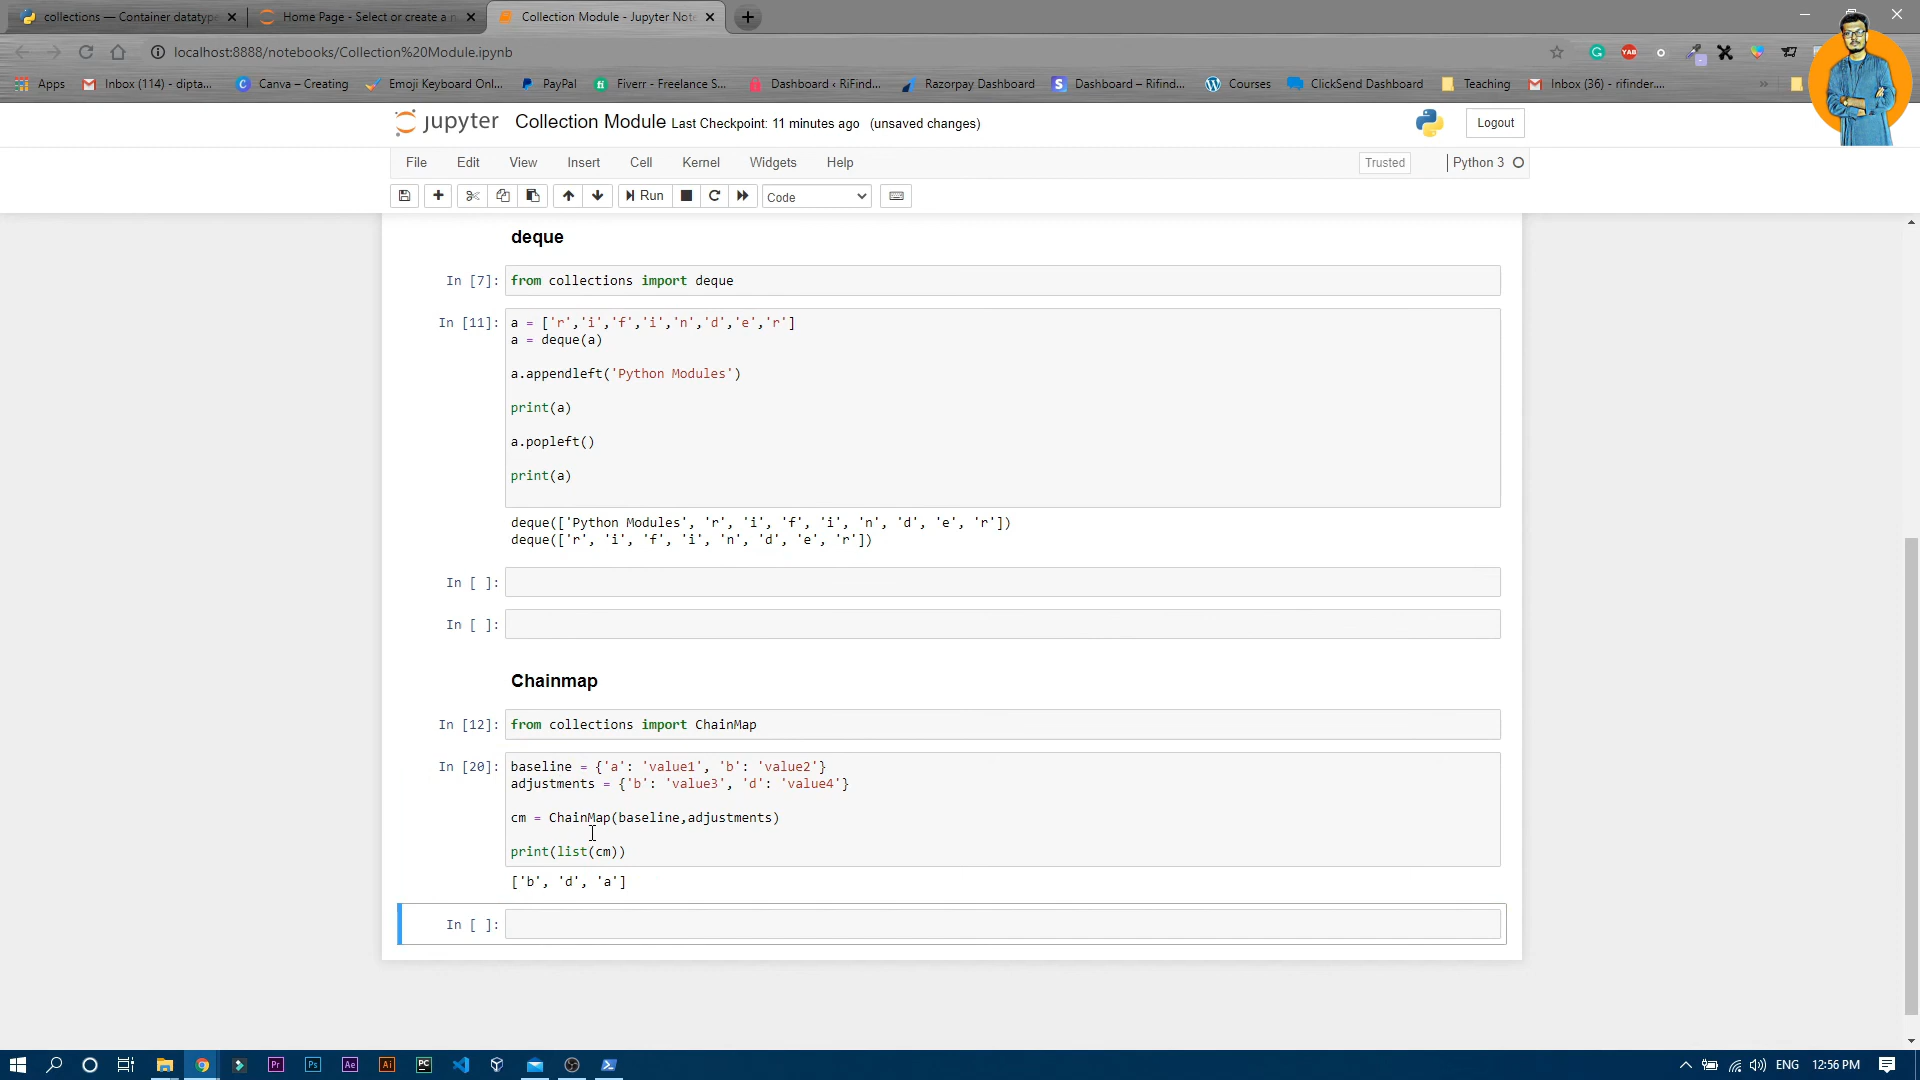 collections — Container datatype
Home Page - Select or create a n
Collection Module - Jupyter Note
localhost:8888/notebooks/Collection%20Module.ipynb
Apps
Inbox (114) - dipta...
Canva – Creating
Emoji Keyboard Onl...
PayPal
Fiverr - Freelance S...
Dashboard ‹ RiFind...
Razorpay Dashboard
Dashboard – Rifind...
Courses
ClickSend Dashboard
Teaching
Inbox (36) - rifinder....
jupyter Collection Module Last Checkpoint: 11 minutes ago (unsaved changes)
Logout
File Edit View Insert Cell Kernel Widgets Help
Trusted
Python 3
Run
Code
deque
In [7]: from collections import deque
In [11]: a = ['r','i','f','i','n','d','e','r']
a = deque(a)
a.appendleft('Python Modules')
print(a)
a.popleft()
print(a)
deque(['Python Modules', 'r', 'i', 'f', 'i', 'n', 'd', 'e', 'r'])
deque(['r', 'i', 'f', 'i', 'n', 'd', 'e', 'r'])
In [ ]:
In [ ]:
Chainmap
In [12]: from collections import ChainMap
In [20]: baseline = {'a': 'value1', 'b': 'value2'}
adjustments = {'b': 'value3', 'd': 'value4'}
cm = ChainMap(baseline,adjustments)
print(list(cm))
['b', 'd', 'a']
In [ ]:
ENG
12:56 PM